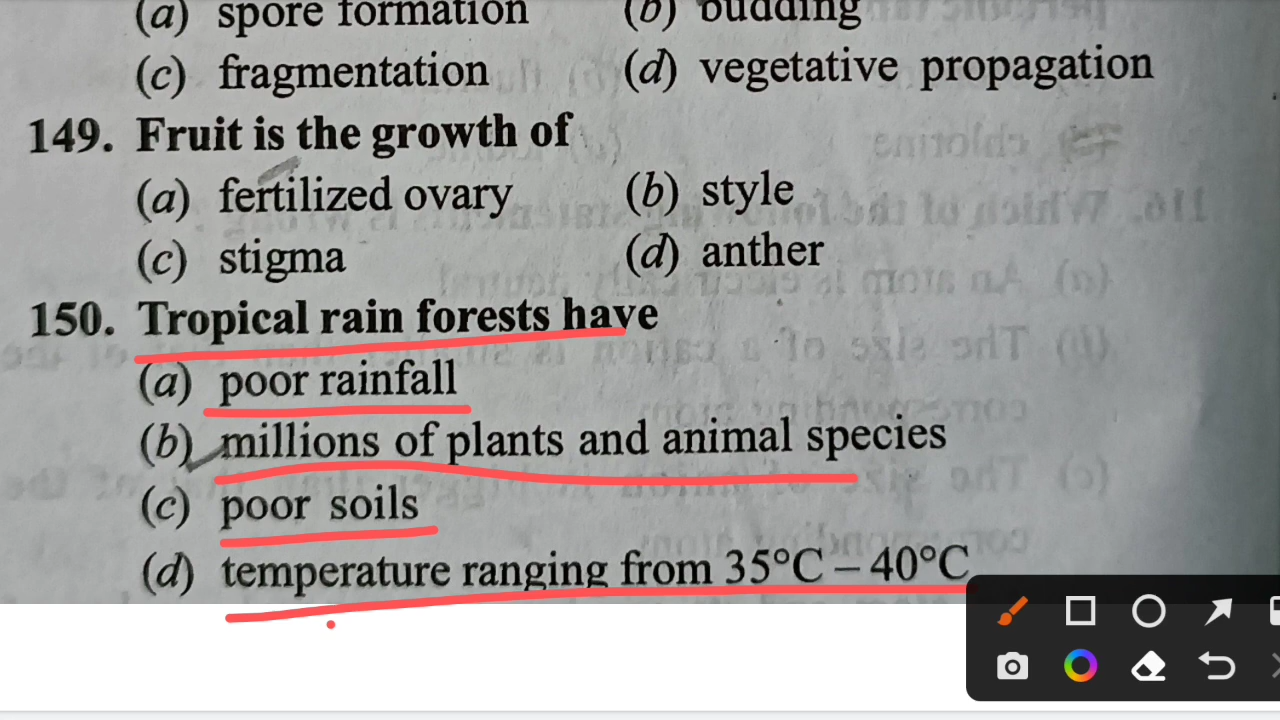 (a) spore formation (b) budding
(c) fragmentation (d) vegetative propagation
149. Fruit is the growth of
(a) fertilized ovary (b) style
(c) stigma (d) anther
150. Tropical rain forests have
(a) poor rainfall
(b) millions of plants and animal species
(c) poor soils
(d) temperature ranging from 35°C – 40°C